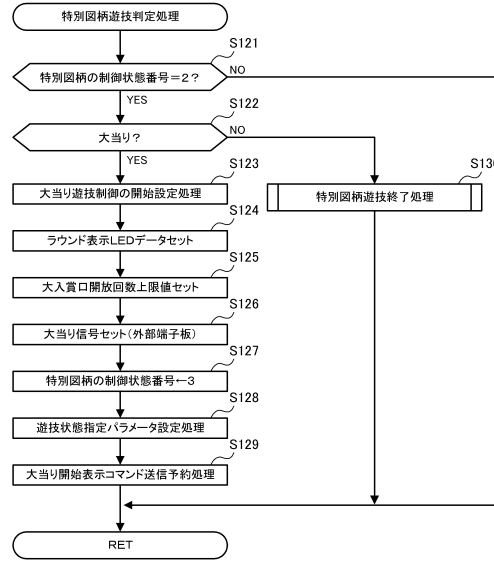 特別図柄遊技判定処理
S121
特別図柄の制御状態番号＝2？
NO
YES
S122
大当り？
NO
YES
S123
大当り遊技制御の開始設定処理
S130
特別図柄遊技終了処理
S124
ラウンド表示LEDデータセット
S125
大入賞口開放回数上限値セット
S126
大当り信号セット（外部端子板）
S127
特別図柄の制御状態番号←3
S128
遊技状態指定パラメータ設定処理
S129
大当り開始表示コマンド送信予約処理
RET